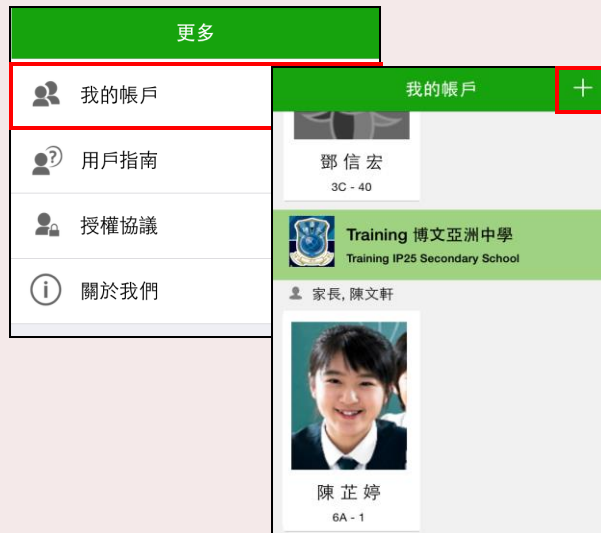 更多
我的帳戶
用戶指南
授權協議
關於我們
我的帳戶
鄧信宏
3C - 40
Training 博文亞洲中學
Training IP25 Secondary School
家長, 陳文軒
陳芷婷
6A - 1